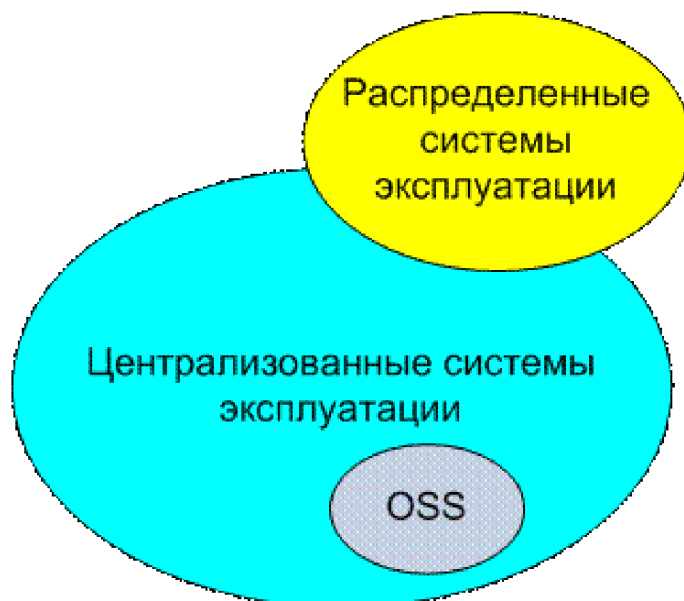 Распределенные
системы
эксплуатации
Централизованные системы
эксплуатации
OSS